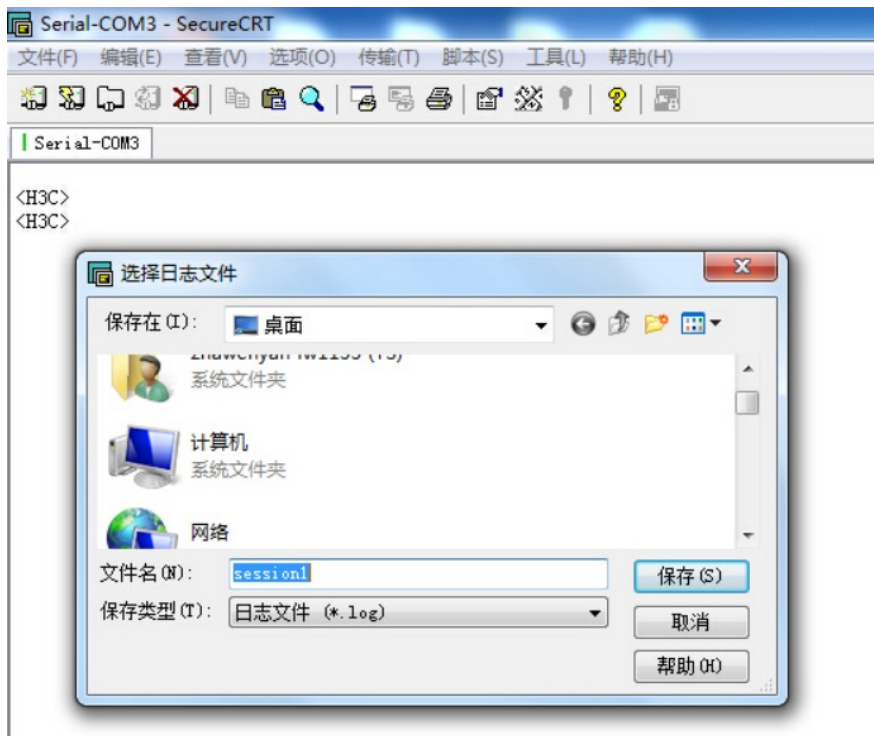 Serial-COM3 - SecureCRT
文件(F) 编辑(E) 查看(V) 选项(O) 传输(T) 脚本(S) 工具(L) 帮助(H)
Serial-COM3
<H3C>
<H3C>
选择日志文件
保存在(I): 桌面
系统文件夹
计算机
系统文件夹
网络
文件名(N): session1
保存(S)
保存类型(T): 日志文件 (*.log)
取消
帮助(H)